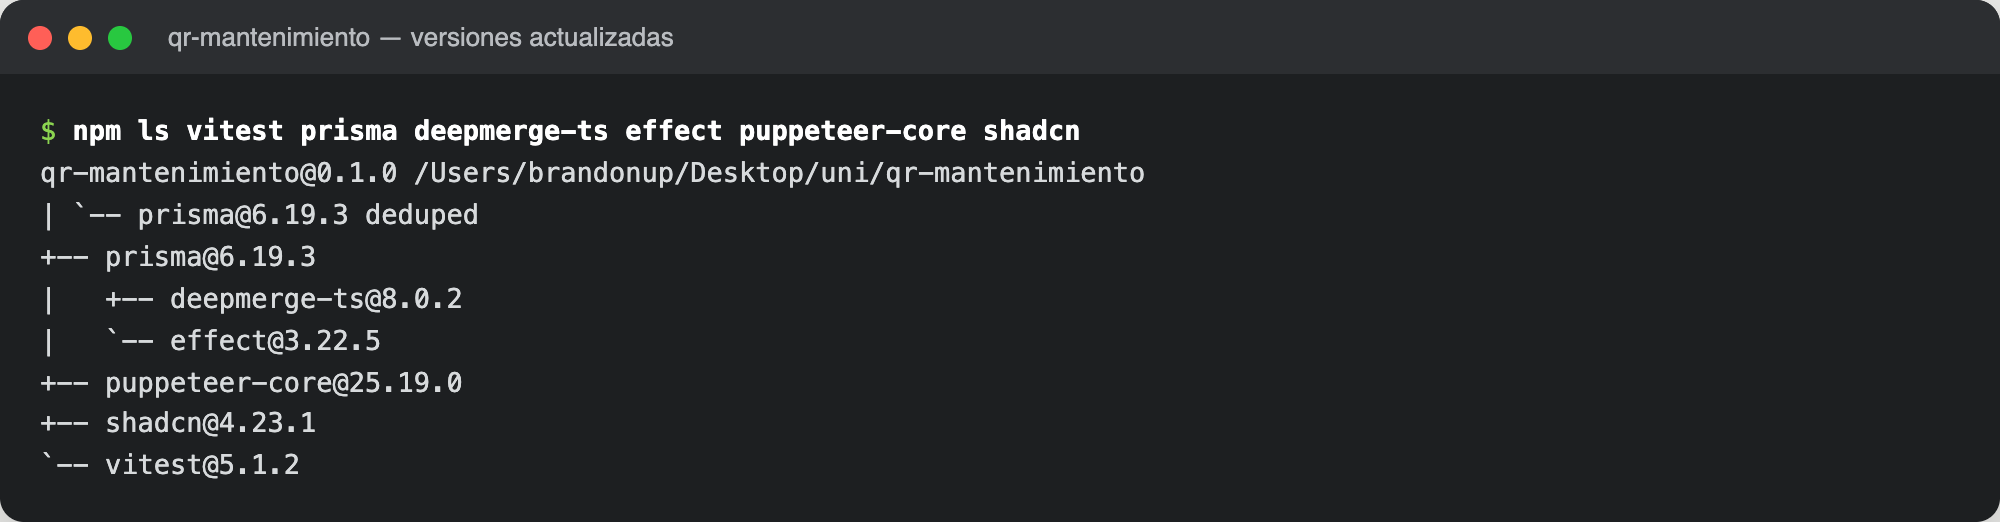 qr-mantenimiento — versiones actualizadas
$ npm ls vitest prisma deepmerge-ts effect puppeteer-core shadcn
qr-mantenimiento@0.1.0 /Users/brandonup/Desktop/uni/qr-mantenimiento
| `-- prisma@6.19.3 deduped
+-- prisma@6.19.3
|   +-- deepmerge-ts@8.0.2
|   `-- effect@3.22.5
+-- puppeteer-core@25.19.0
+-- shadcn@4.23.1
`-- vitest@5.1.2